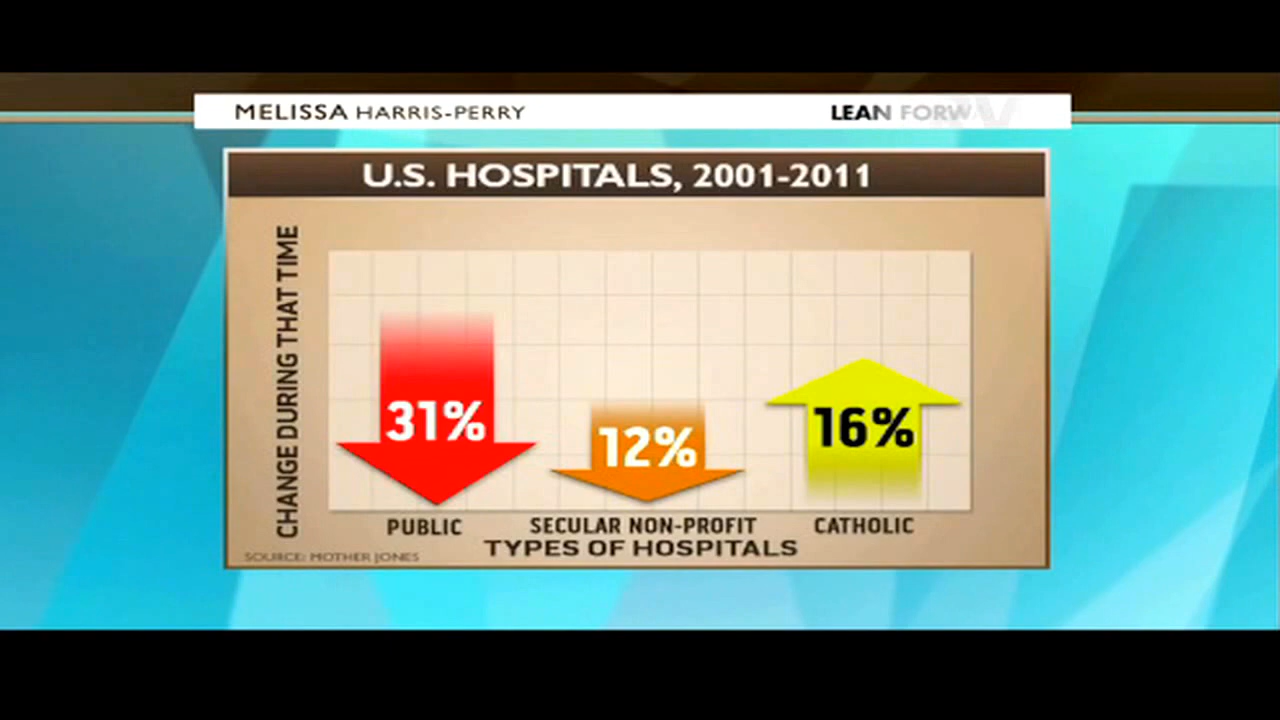 MELISSA HARRIS-PERRY
LEAN FORW
U.S. HOSPITALS, 2001-2011
CHANGE DURING THAT TIME
31%
12%
16%
PUBLIC
SECULAR NON-PROFIT
CATHOLIC
TYPES OF HOSPITALS
SOURCE: MOTHER JONES